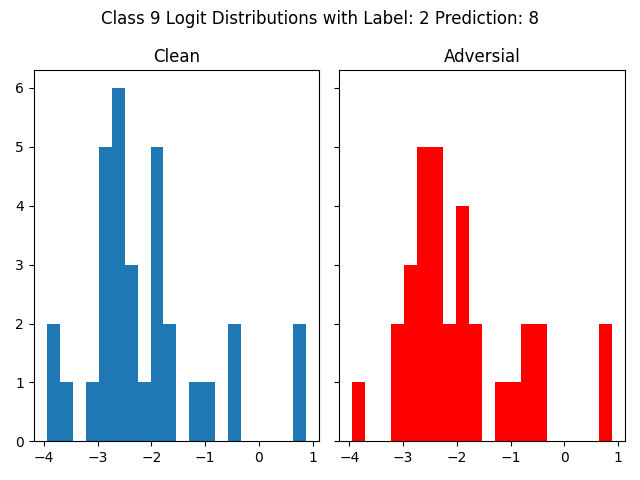 Class 9 Logit Distributions with Label: 2 Prediction: 8
Clean
Adversial
6
5
4
3
2
1
0
−4 −3 −2 −1 0 1
−4 −3 −2 −1 0 1